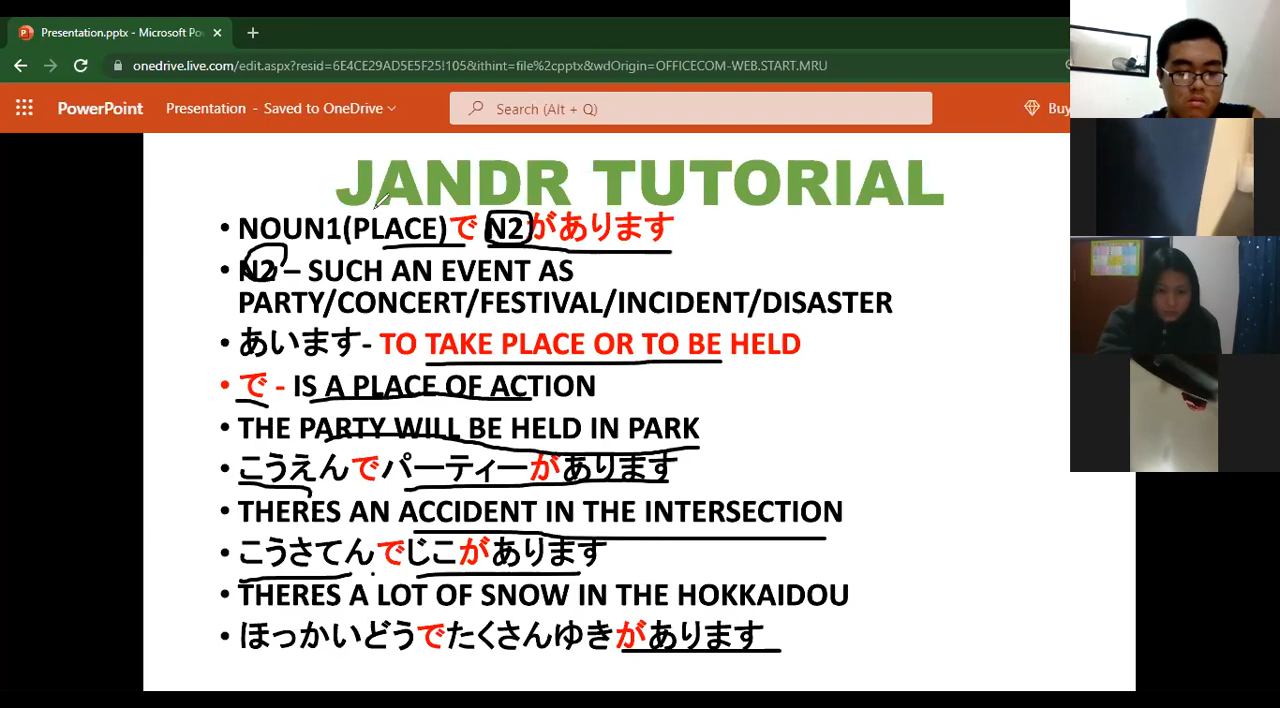 Presentation.pptx - Microsoft Po
onedrive.live.com/edit.aspx?resid=6E4CE29AD5E5F25!105&ithint=file%2cpptx&wdOrigin=OFFICECOM-WEB.START.MRU
PowerPoint Presentation - Saved to OneDrive Search (Alt + Q) Buy
JANDR TUTORIAL
• NOUN1(PLACE)で N2があります
• N2 – SUCH AN EVENT AS
PARTY/CONCERT/FESTIVAL/INCIDENT/DISASTER
• あいます- TO TAKE PLACE OR TO BE HELD
• で - IS A PLACE OF ACTION
• THE PARTY WILL BE HELD IN PARK
• こうえんでパーティーがあります
• THERES AN ACCIDENT IN THE INTERSECTION
• こうさてんでじこがあります
• THERES A LOT OF SNOW IN THE HOKKAIDOU
• ほっかいどうでたくさんゆきがあります